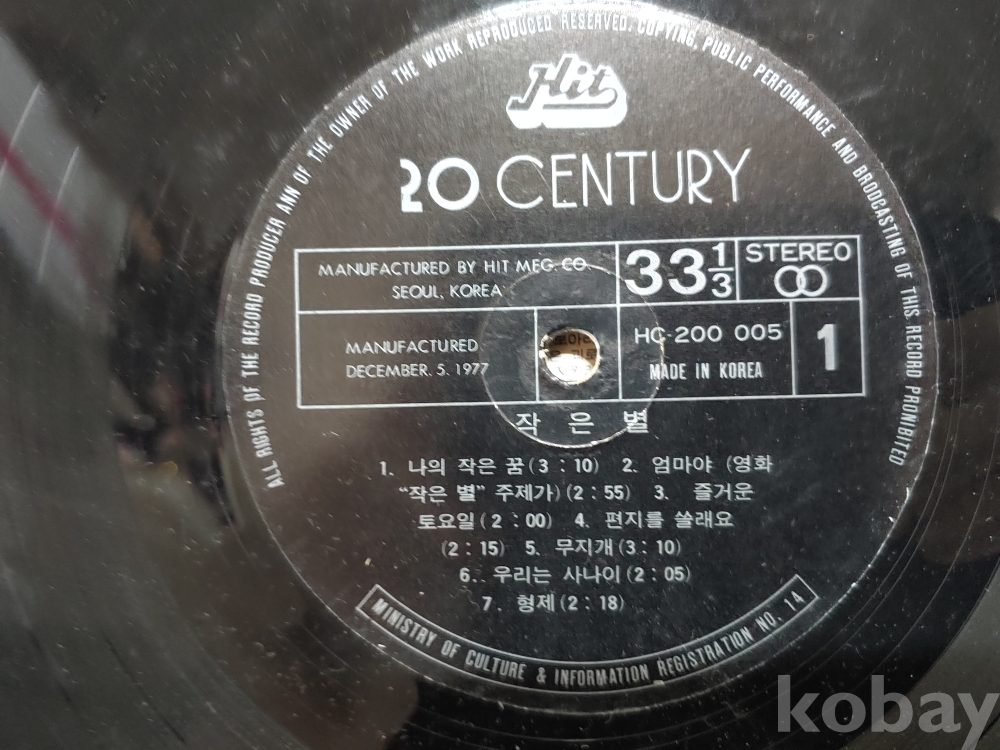 ALL RIGHTS OF THE RECORD PRODUCER ANN OF THE OWNER OF THE WORK REPRODUCED RESERVED. COPYING, PUBLIC PERFORMANCE AND BRODCASTING OF THIS RECORD PROHIBITED
Hit
20 CENTURY
MANUFACTURED BY HIT MEG. CO.
SEOUL, KOREA
33 1/3
STEREO
MANUFACTURED
DECEMBER. 5. 1977
HC-200 005
MADE IN KOREA
1
작 은 별
1. 나의 작은 꿈(3 : 10) 2. 엄마야 (영화
“작은 별” 주제가)(2 : 55) 3. 즐거운
토요일(2 : 00) 4. 편지를 쓸래요
(2 : 15) 5. 무지개(3 : 10)
6. 우리는 사나이(2 : 05)
7. 형제(2 : 18)
MINISTRY OF CULTURE & INFORMATION REGISTRATION NO. 14
kobay